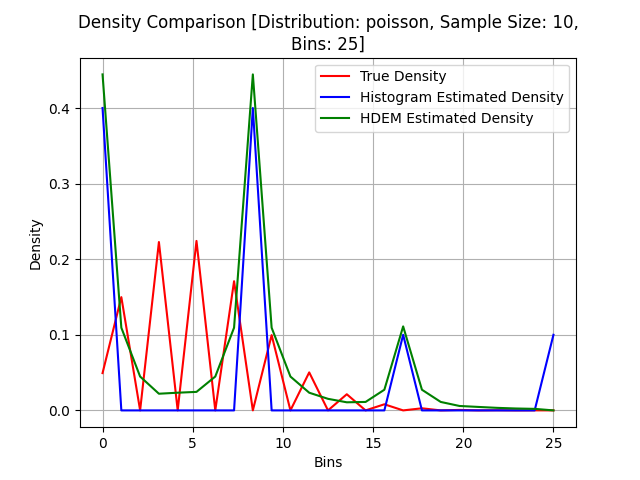 Density Comparison [Distribution: poisson, Sample Size: 10,
Bins: 25]
True Density
Histogram Estimated Density
HDEM Estimated Density
Density
0.4
0.3
0.2
0.1
0.0
0 5 10 15 20 25
Bins